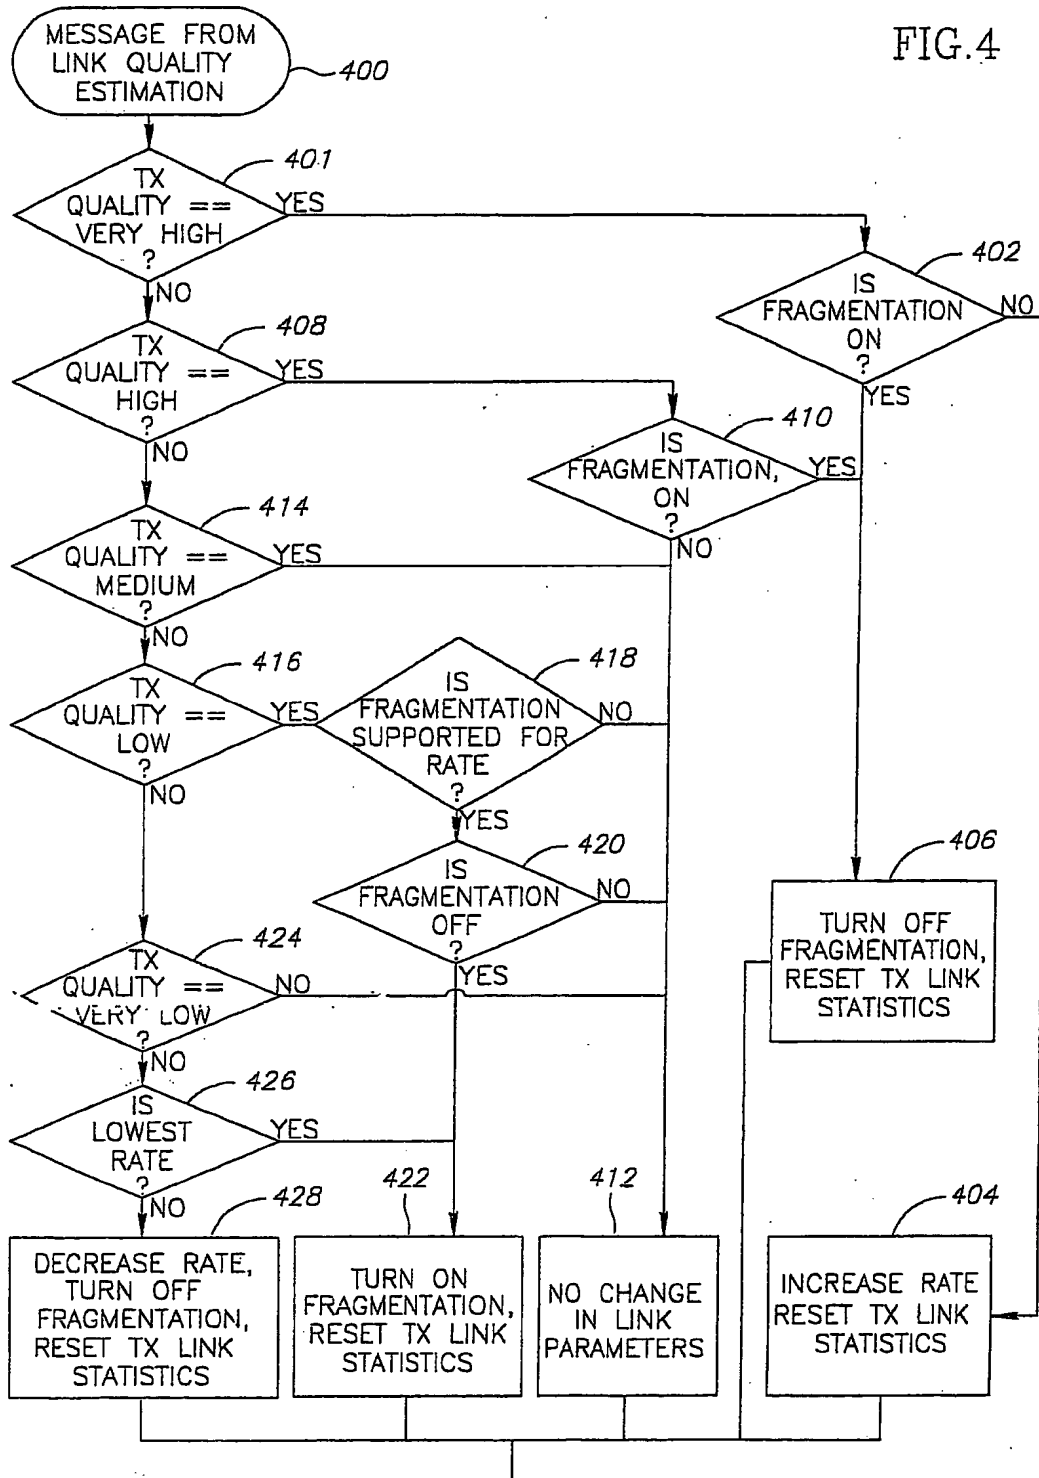 FIG.4
MESSAGE FROM
LINK QUALITY
ESTIMATION
400
401
TX
QUALITY ==
VERY HIGH
?
YES
NO
402
IS
FRAGMENTATION
ON
?
NO
YES
408
TX
QUALITY ==
HIGH
?
YES
NO
410
IS
FRAGMENTATION,
ON
?
YES
NO
414
TX
QUALITY ==
MEDIUM
?
YES
NO
416
TX
QUALITY ==
LOW
?
YES
NO
418
IS
FRAGMENTATION
SUPPORTED FOR
RATE
?
NO
YES
420
IS
FRAGMENTATION
OFF
?
NO
YES
406
TURN OFF
FRAGMENTATION,
RESET TX LINK
STATISTICS
424
TX
QUALITY ==
VERY LOW
?
NO
NO
426
IS
LOWEST
RATE
?
YES
NO
428
DECREASE RATE,
TURN OFF
FRAGMENTATION,
RESET TX LINK
STATISTICS
422
TURN ON
FRAGMENTATION,
RESET TX LINK
STATISTICS
412
NO CHANGE
IN LINK
PARAMETERS
404
INCREASE RATE
RESET TX LINK
STATISTICS